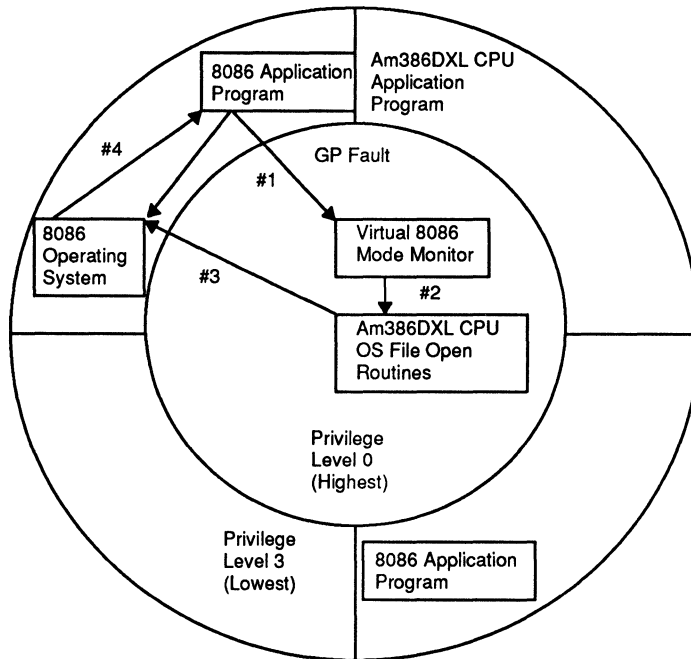 8086 Application
Program
Am386DXL CPU
Application
Program
#4
#1
GP Fault
8086
Operating
System
Virtual 8086
Mode Monitor
#3
#2
Am386DXL CPU
OS File Open
Routines
Privilege
Level 0
(Highest)
Privilege
Level 3
(Lowest)
8086 Application
Program